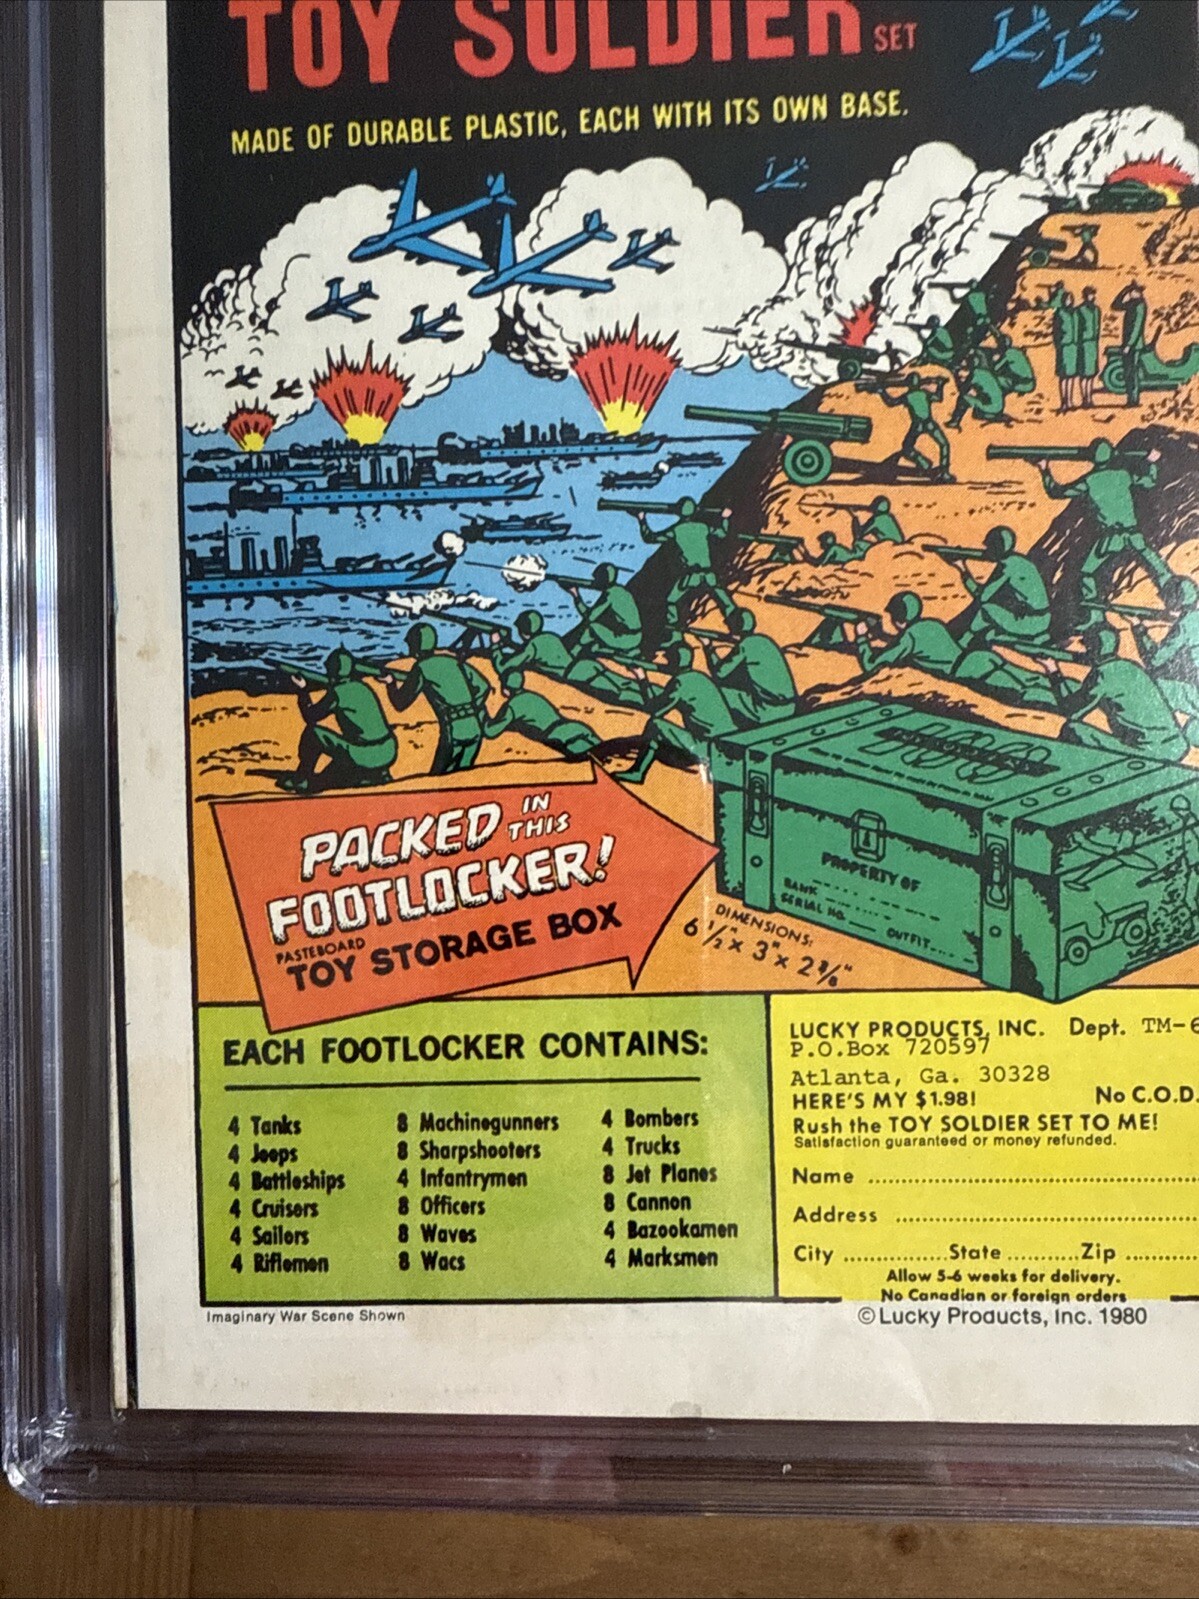 TOY SOLDIER SET
MADE OF DURABLE PLASTIC, EACH WITH ITS OWN BASE.
PACKED IN THIS
FOOTLOCKER!
PASTEBOARD
TOY STORAGE BOX
PROPERTY OF
RANK
SERIAL NO.
OUTFIT
DIMENSIONS:
6 1/2" x 3" x 2 3/8"
EACH FOOTLOCKER CONTAINS:
4 Tanks
4 Jeeps
4 Battleships
4 Cruisers
4 Sailors
4 Riflemen
8 Machinegunners
8 Sharpshooters
4 Infantrymen
8 Officers
8 Waves
8 Wacs
4 Bombers
4 Trucks
8 Jet Planes
8 Cannon
4 Bazookamen
4 Marksmen
LUCKY PRODUCTS, INC. Dept. TM-6
P.O.Box 720597
Atlanta, Ga. 30328
HERE'S MY $1.98! No C.O.D.
Rush the TOY SOLDIER SET TO ME!
Satisfaction guaranteed or money refunded.
Name
Address
City ............... State .......... Zip ..........
Allow 5-6 weeks for delivery.
No Canadian or foreign orders
Imaginary War Scene Shown
©Lucky Products, Inc. 1980